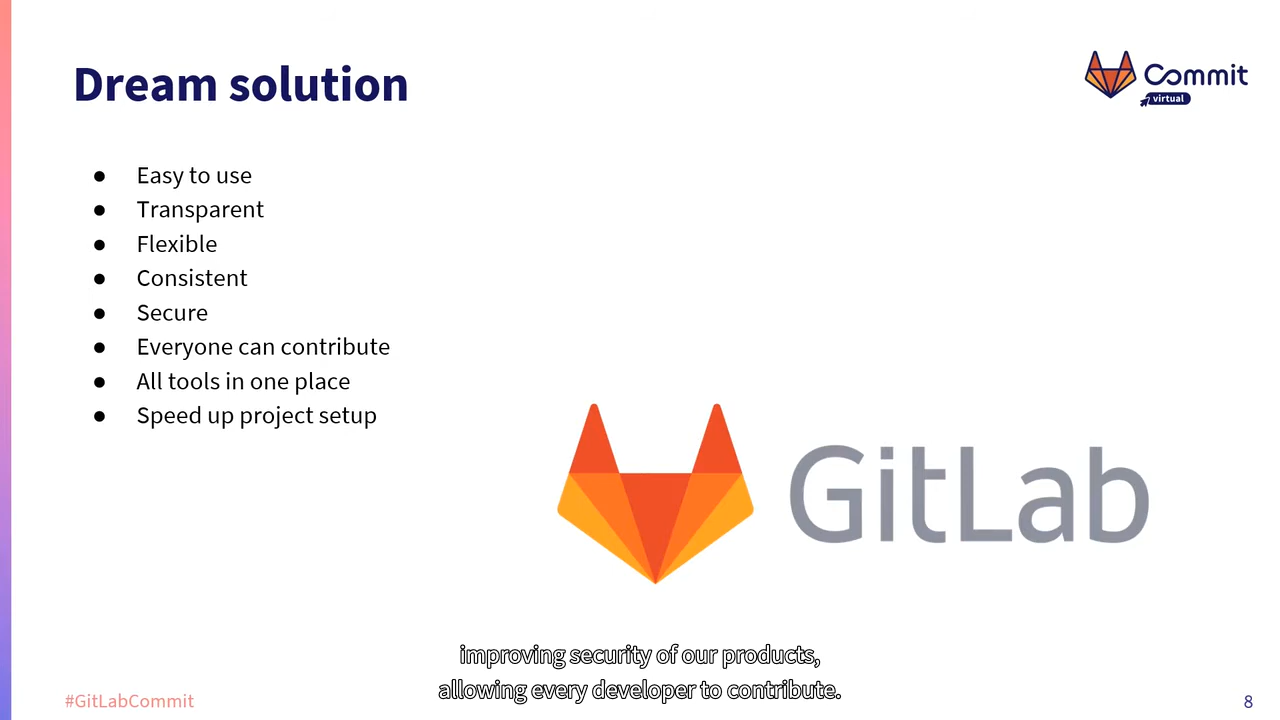 Dream solution
Commit
virtual
● Easy to use
● Transparent
● Flexible
● Consistent
● Secure
● Everyone can contribute
● All tools in one place
● Speed up project setup
GitLab
improving security of our products,
allowing every developer to contribute.
#GitLabCommit
8